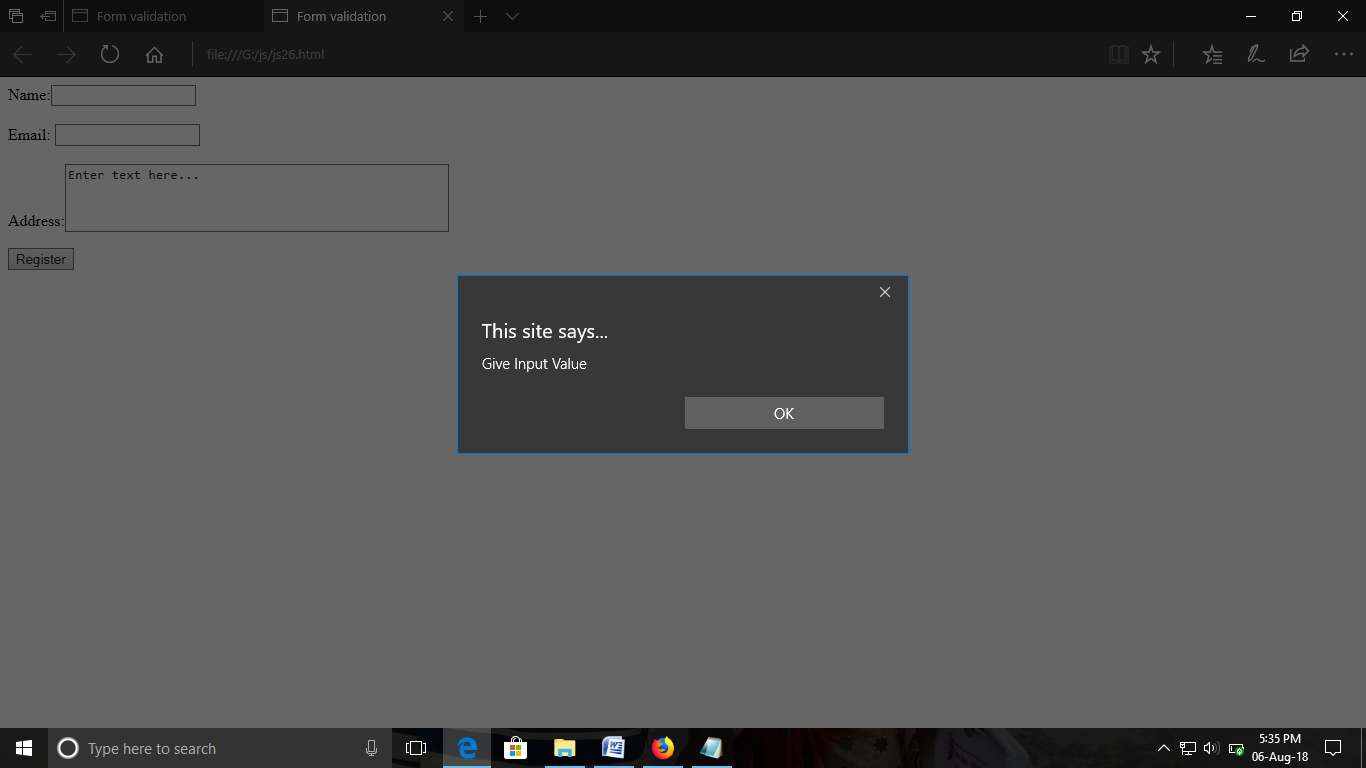 Form validation
Form validation
file:///G:/js/js26.html
Name:
Email:
Enter text here...
Address:
Register
This site says...
Give Input Value
OK
Type here to search
5:35 PM
06-Aug-18